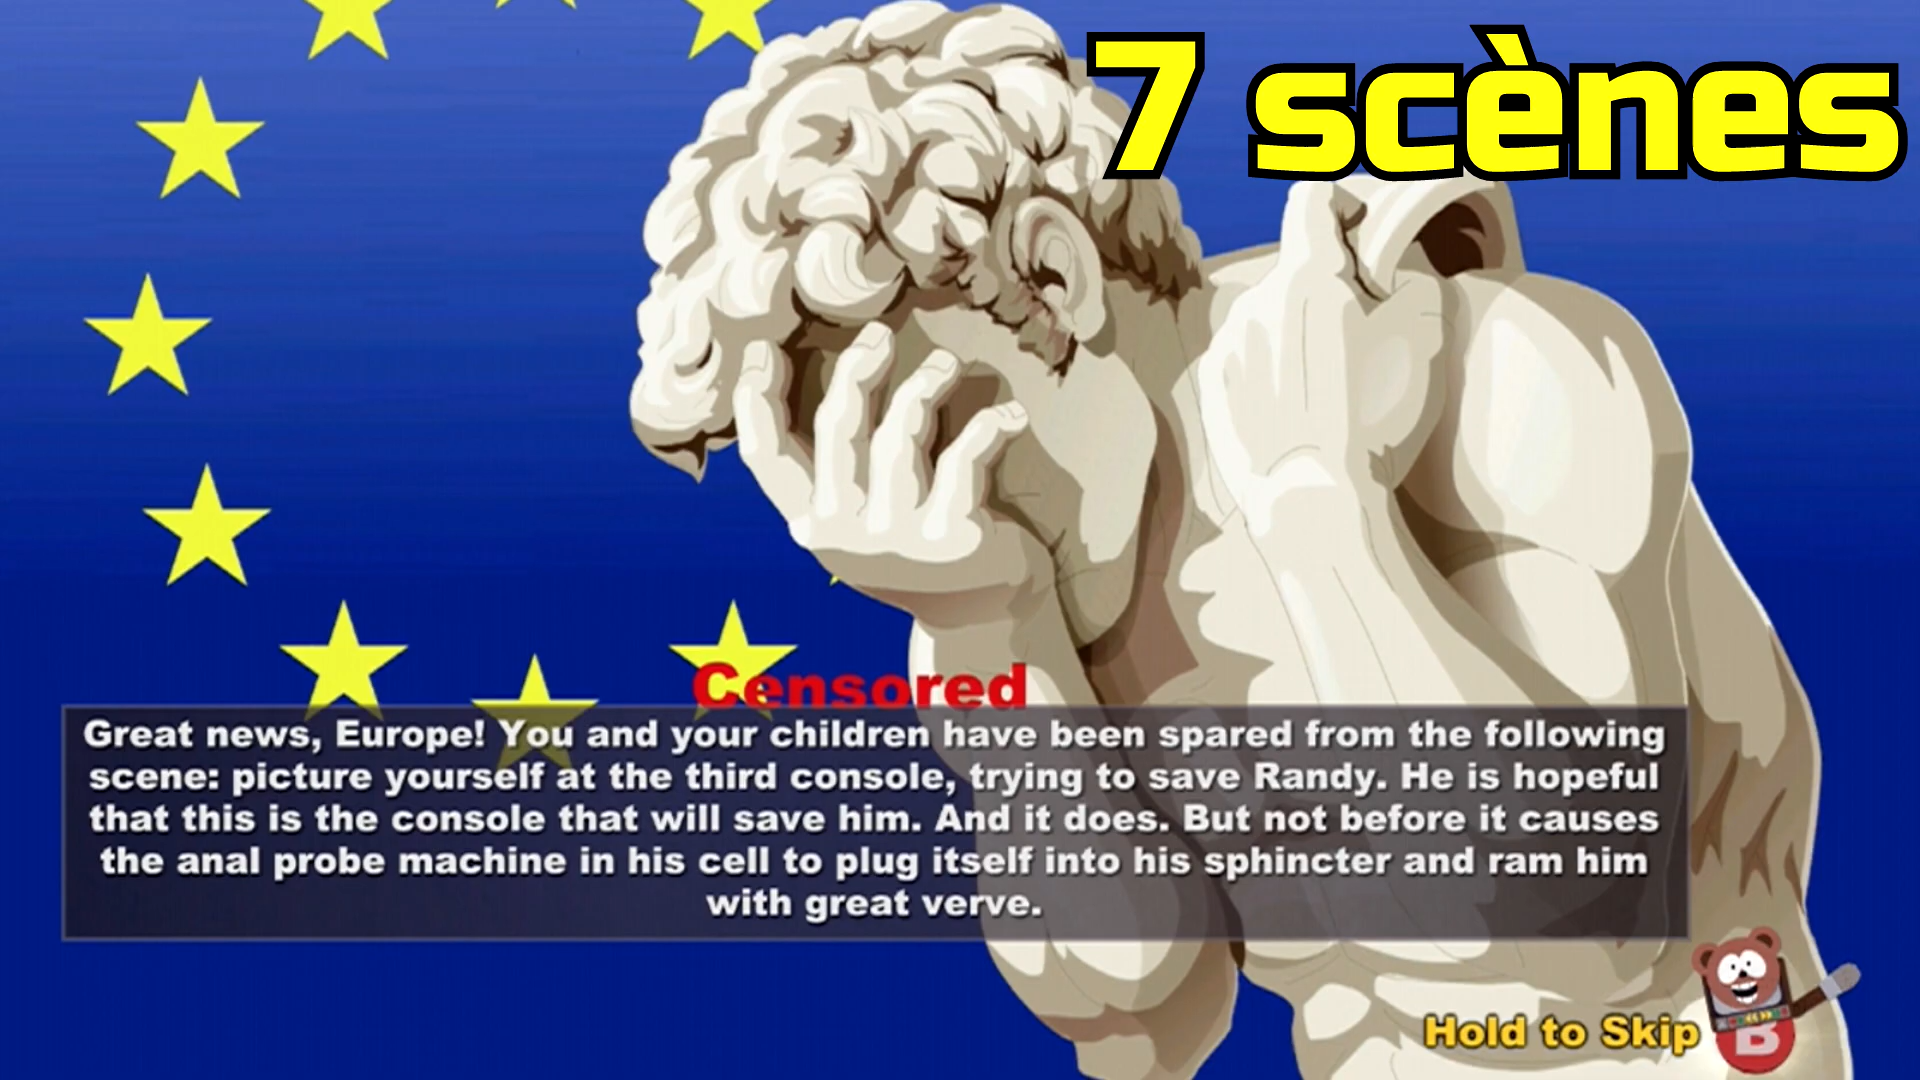 7 scènes
Censored
Great news, Europe! You and your children have been spared from the following
scene: picture yourself at the third console, trying to save Randy. He is hopeful
that this is the console that will save him. And it does. But not before it causes
the anal probe machine in his cell to plug itself into his sphincter and ram him
with great verve.
Hold to Skip
B